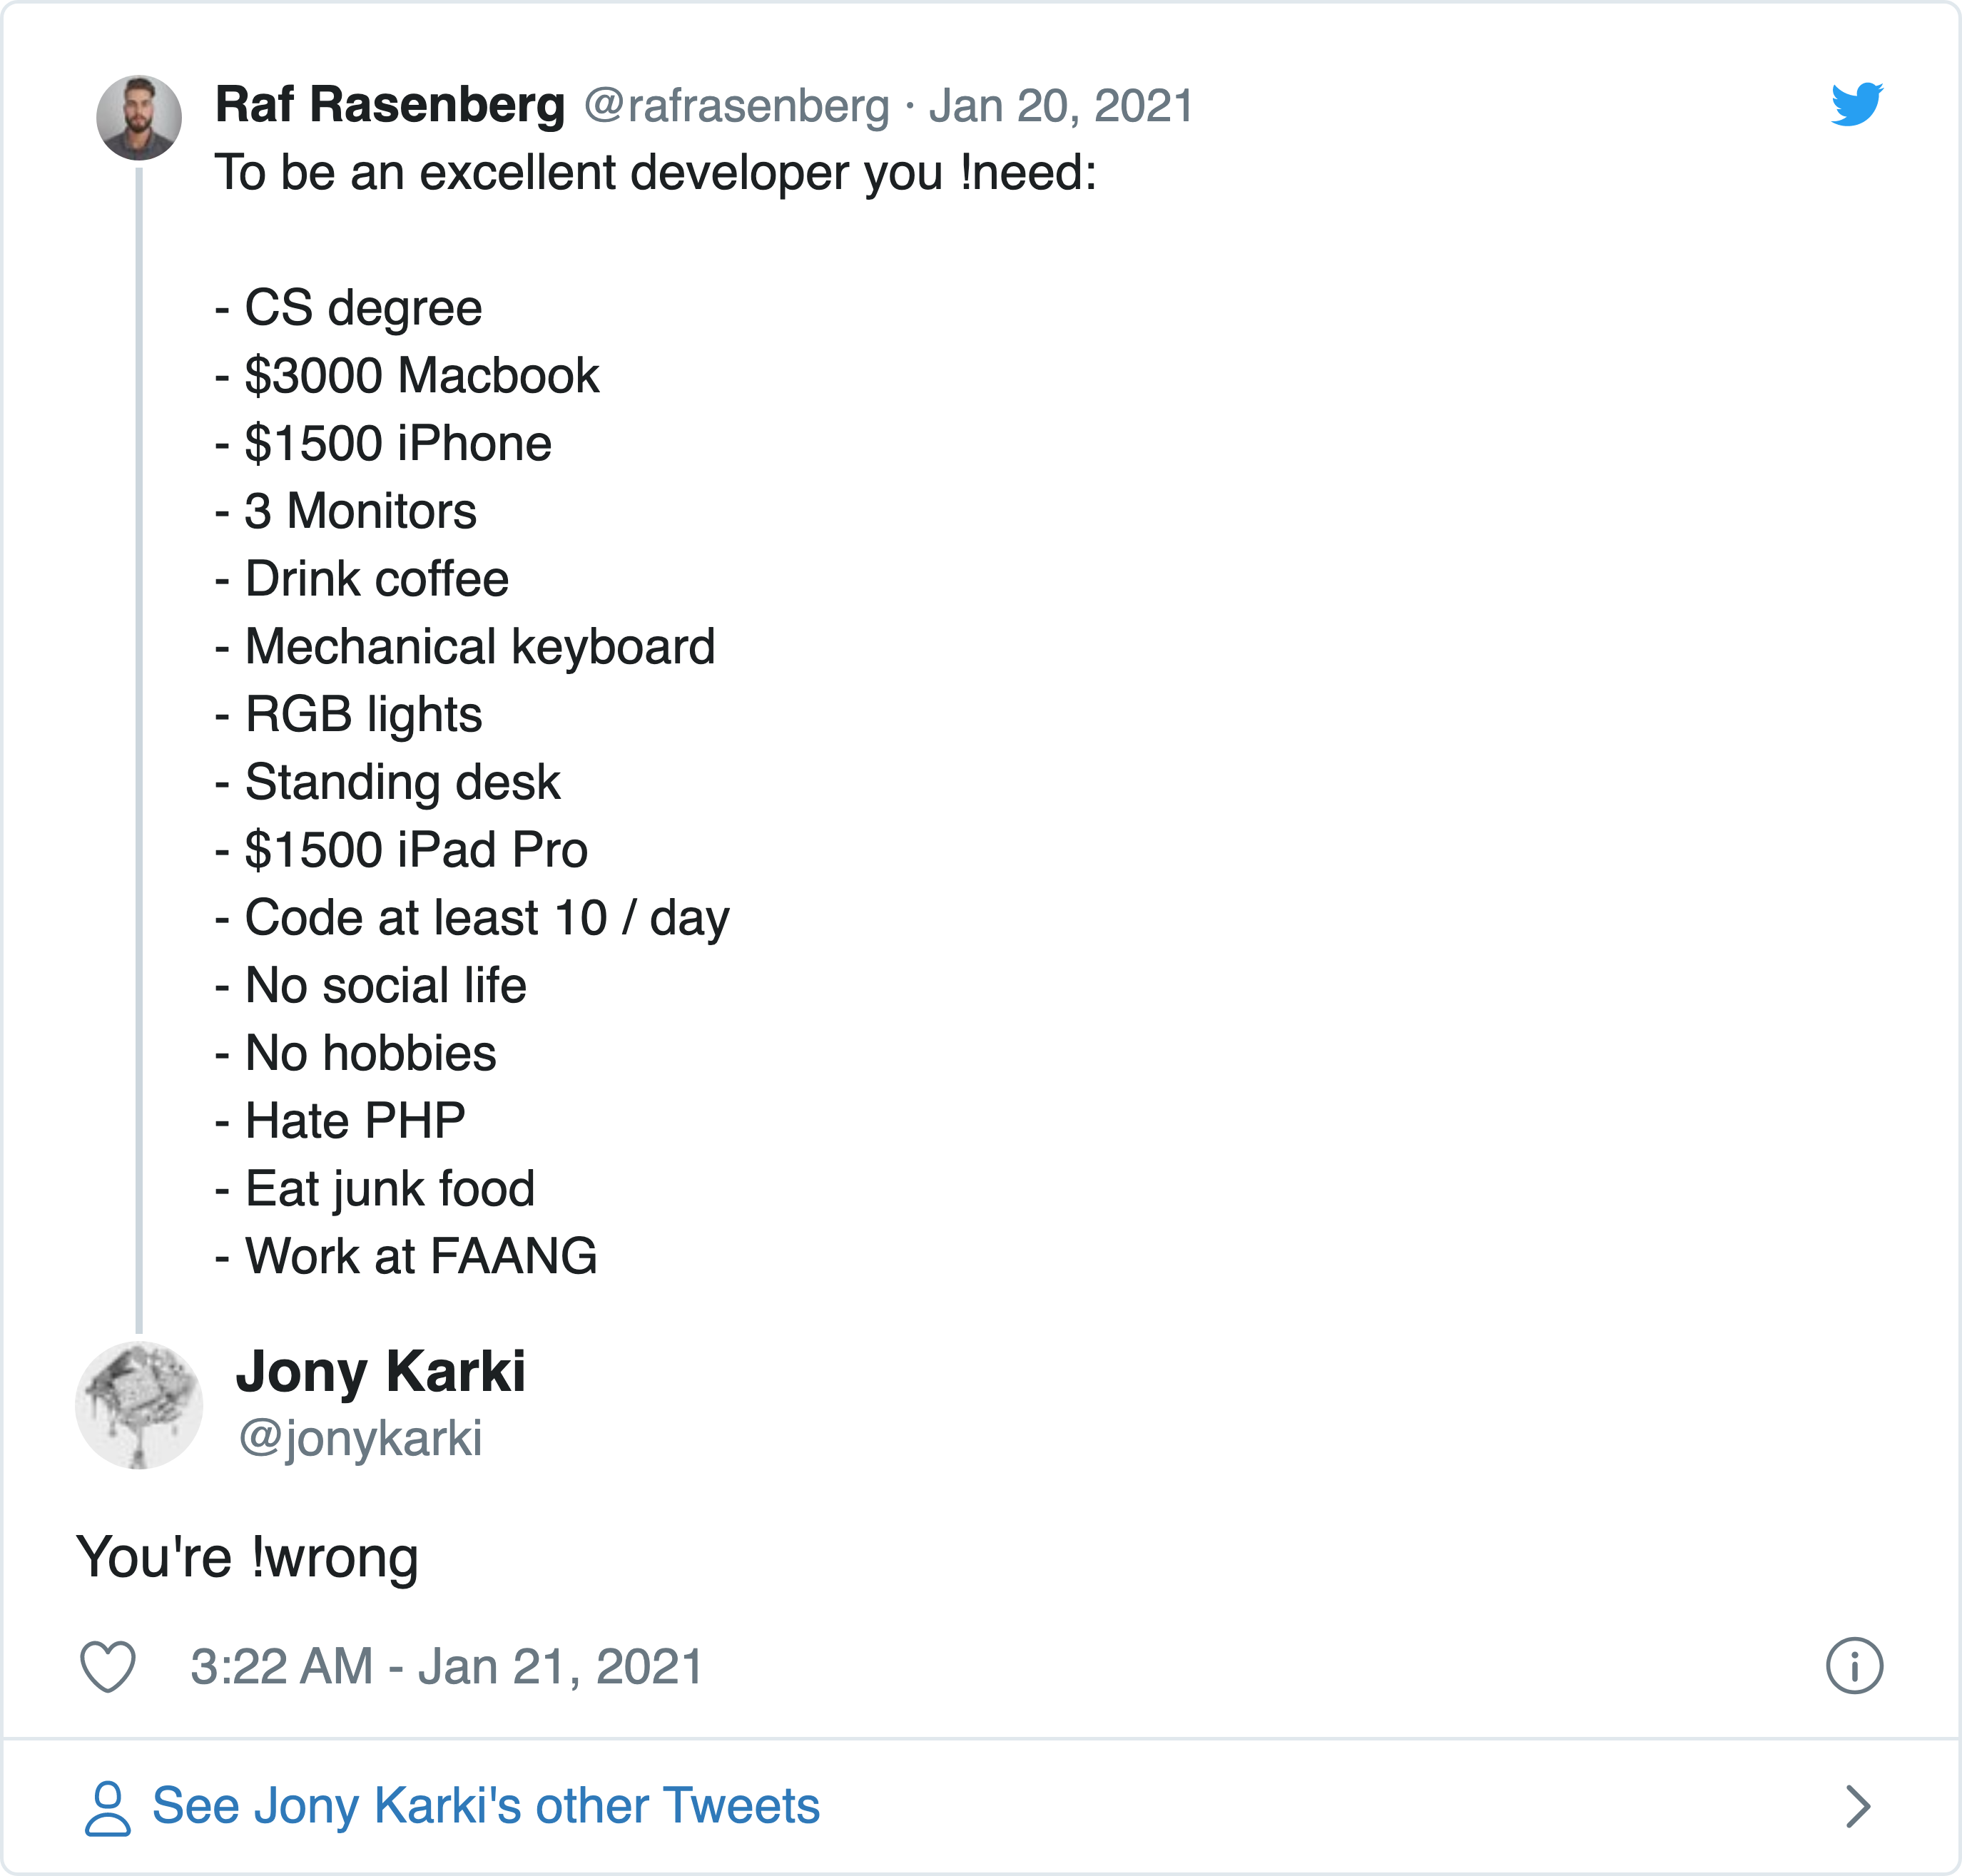 Raf Rasenberg @rafrasenberg · Jan 20, 2021
To be an excellent developer you !need:
- CS degree
- $3000 Macbook
- $1500 iPhone
- 3 Monitors
- Drink coffee
- Mechanical keyboard
- RGB lights
- Standing desk
- $1500 iPad Pro
- Code at least 10 / day
- No social life
- No hobbies
- Hate PHP
- Eat junk food
- Work at FAANG
Jony Karki
@jonykarki
You're !wrong
3:22 AM - Jan 21, 2021
See Jony Karki's other Tweets